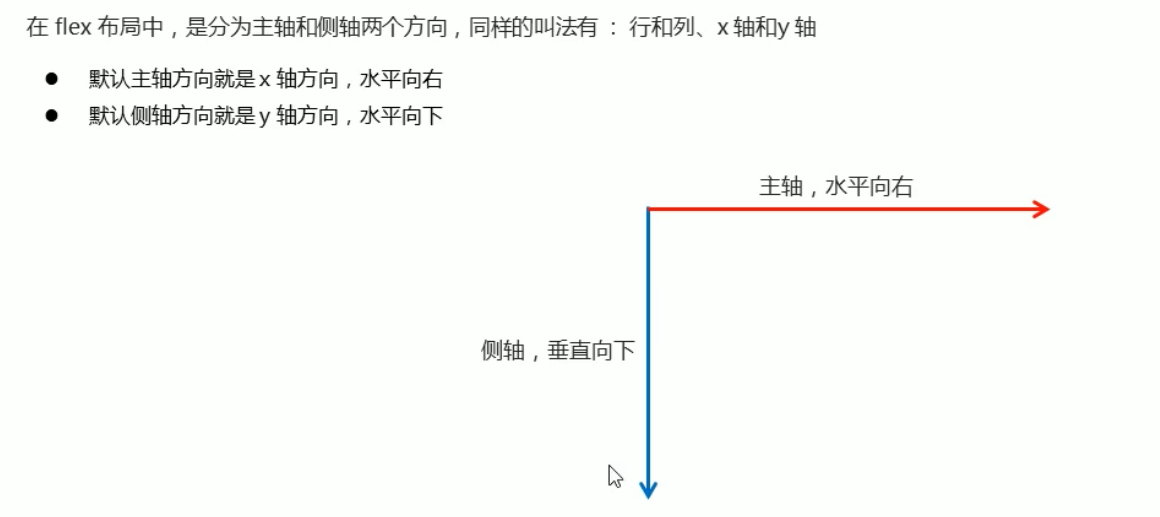 在 flex 布局中，是分为主轴和侧轴两个方向，同样的叫法有 ： 行和列、x 轴和y 轴
● 默认主轴方向就是 x 轴方向，水平向右
● 默认侧轴方向就是 y 轴方向，水平向下
主轴，水平向右
侧轴，垂直向下